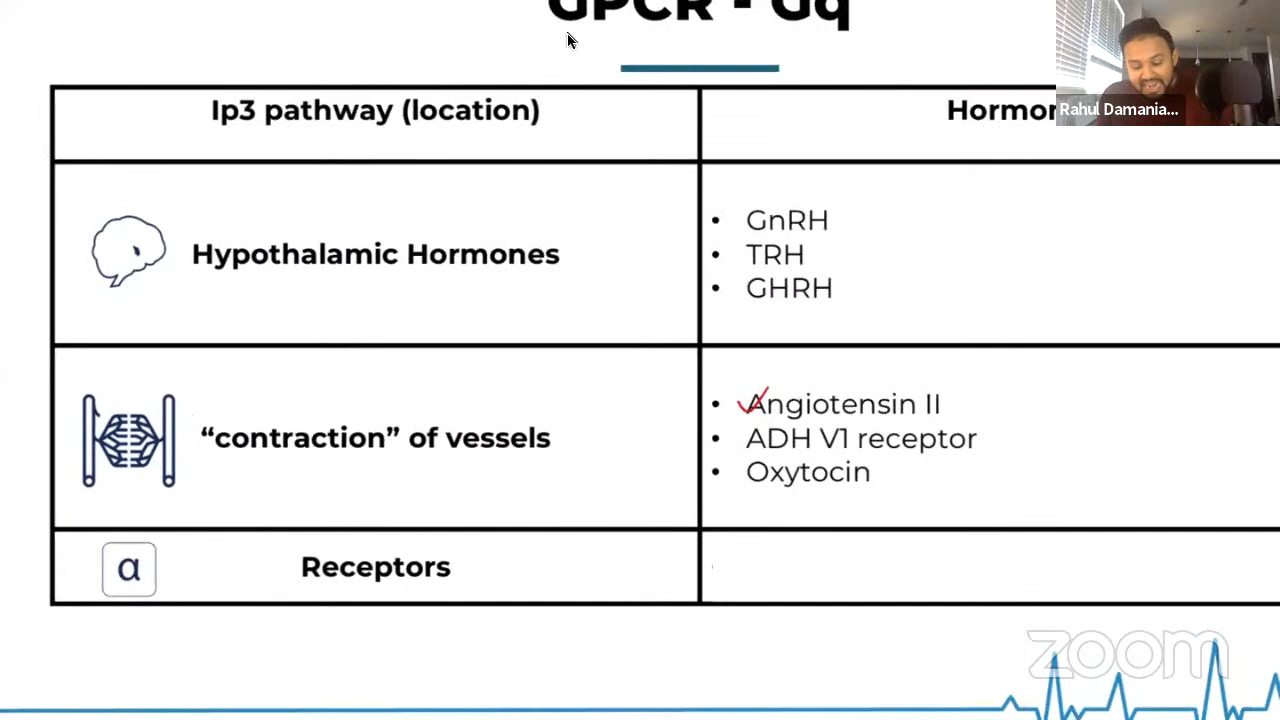 GPCR - Gq
Ip3 pathway (location)
Hormon
Rahul Damania...
Hypothalamic Hormones
• GnRH
• TRH
• GHRH
“contraction” of vessels
• Angiotensin II
• ADH V1 receptor
• Oxytocin
α
Receptors
zoom